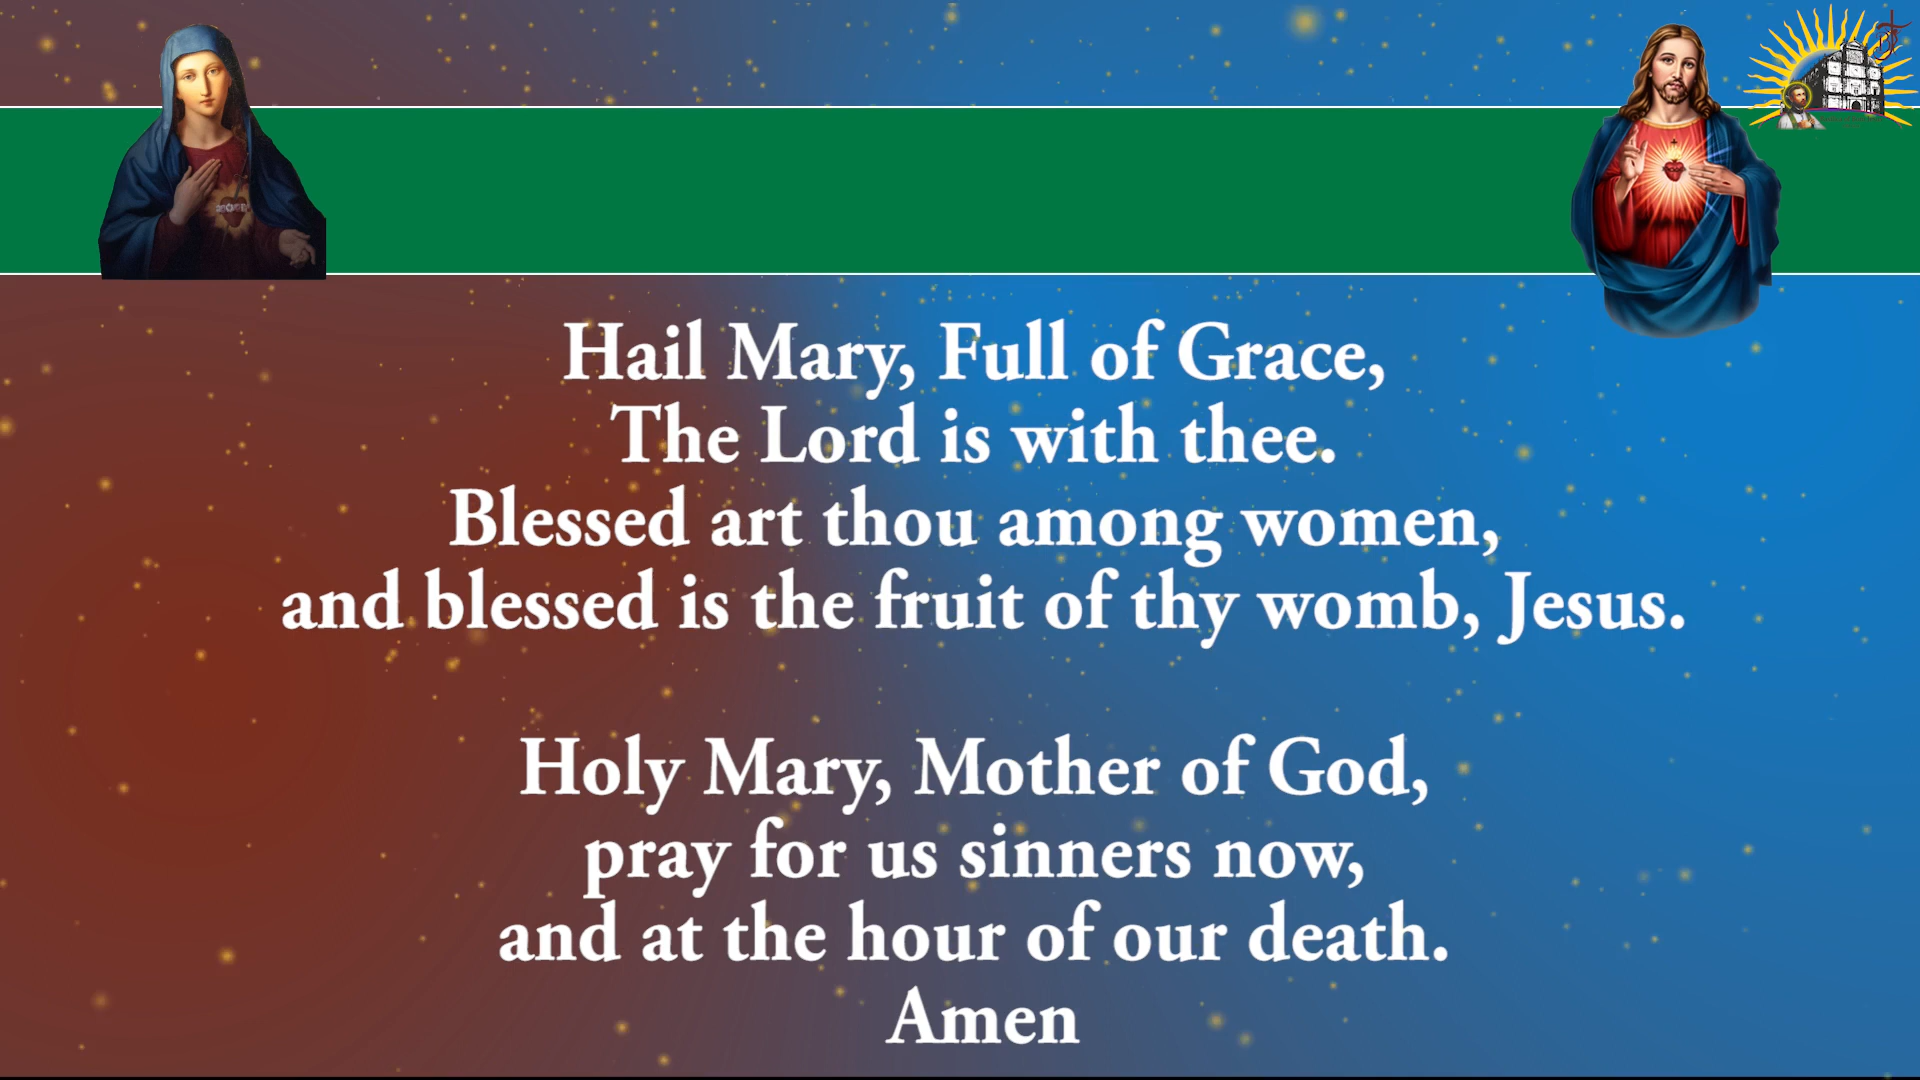 Hail Mary, Full of Grace,
The Lord is with thee.
Blessed art thou among women,
and blessed is the fruit of thy womb, Jesus.
Holy Mary, Mother of God,
pray for us sinners now,
and at the hour of our death.
Amen